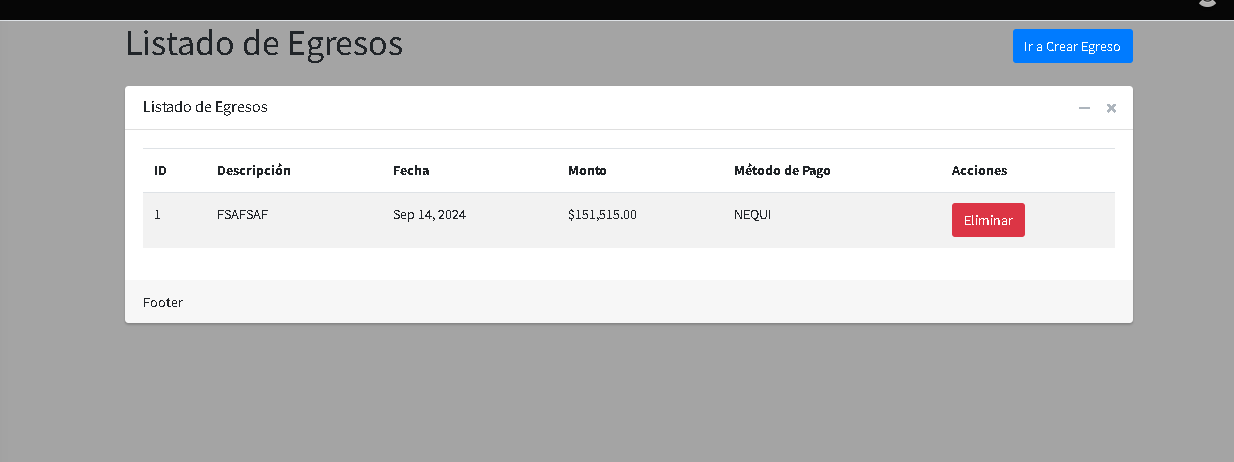 Listado de Egresos
Ir a Crear Egreso
Listado de Egresos
ID Descripción Fecha Monto Método de Pago Acciones
1 FSAFSAF Sep 14, 2024 $151,515.00 NEQUI Eliminar
Footer